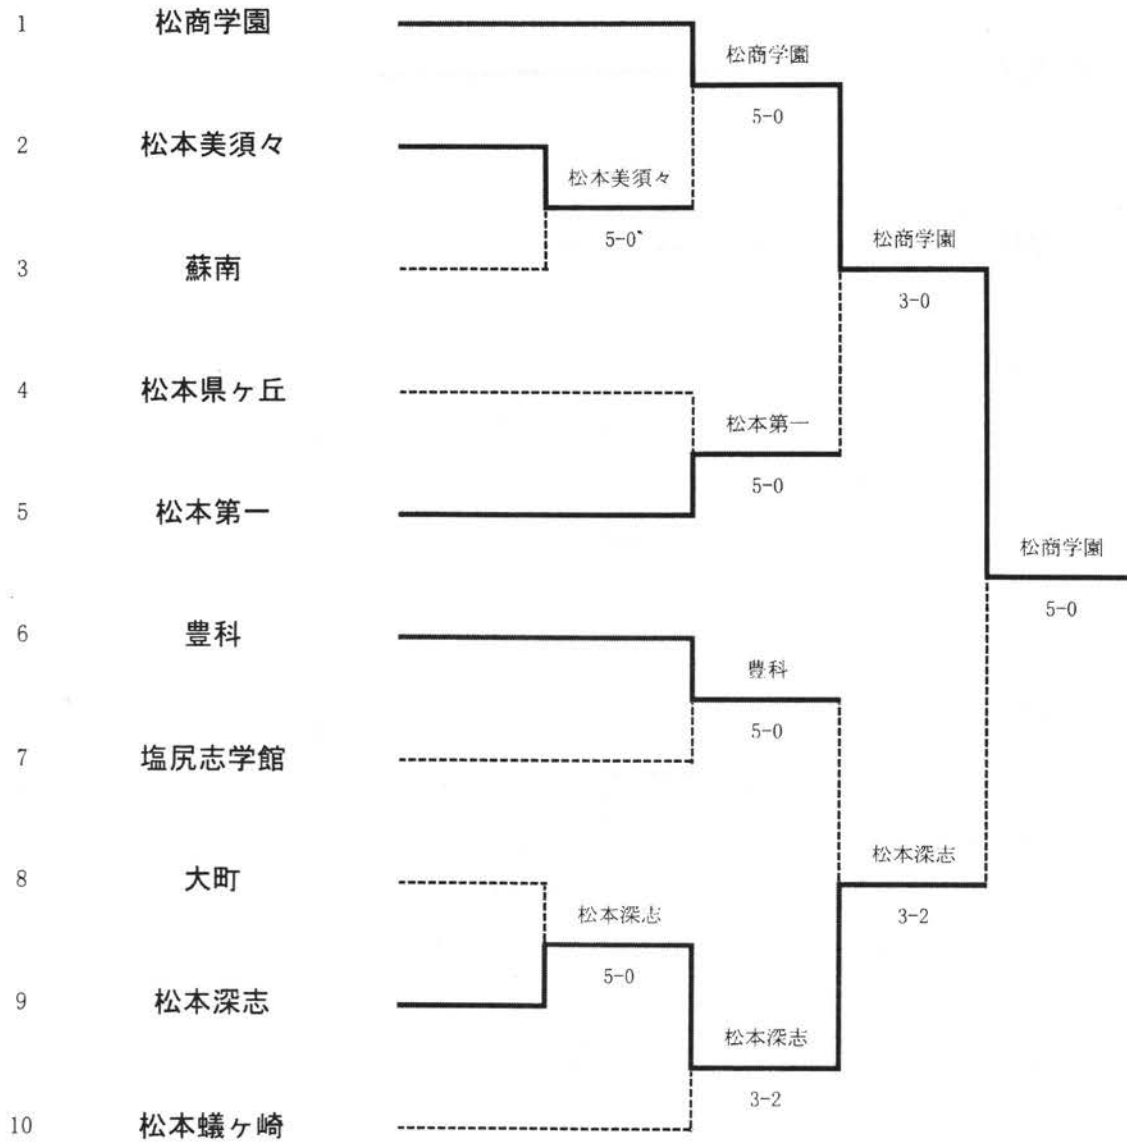 1 松商学園
松商学園
5-0
2 松本美須々
松本美須々
5-0
3 蘇南
松商学園
3-0
4 松本県ヶ丘
松本第一
5-0
5 松本第一
松商学園
5-0
6 豊科
豊科
5-0
7 塩尻志学館
松本深志
3-2
8 大町
松本深志
5-0
9 松本深志
松本深志
3-2
10 松本蟻ヶ崎